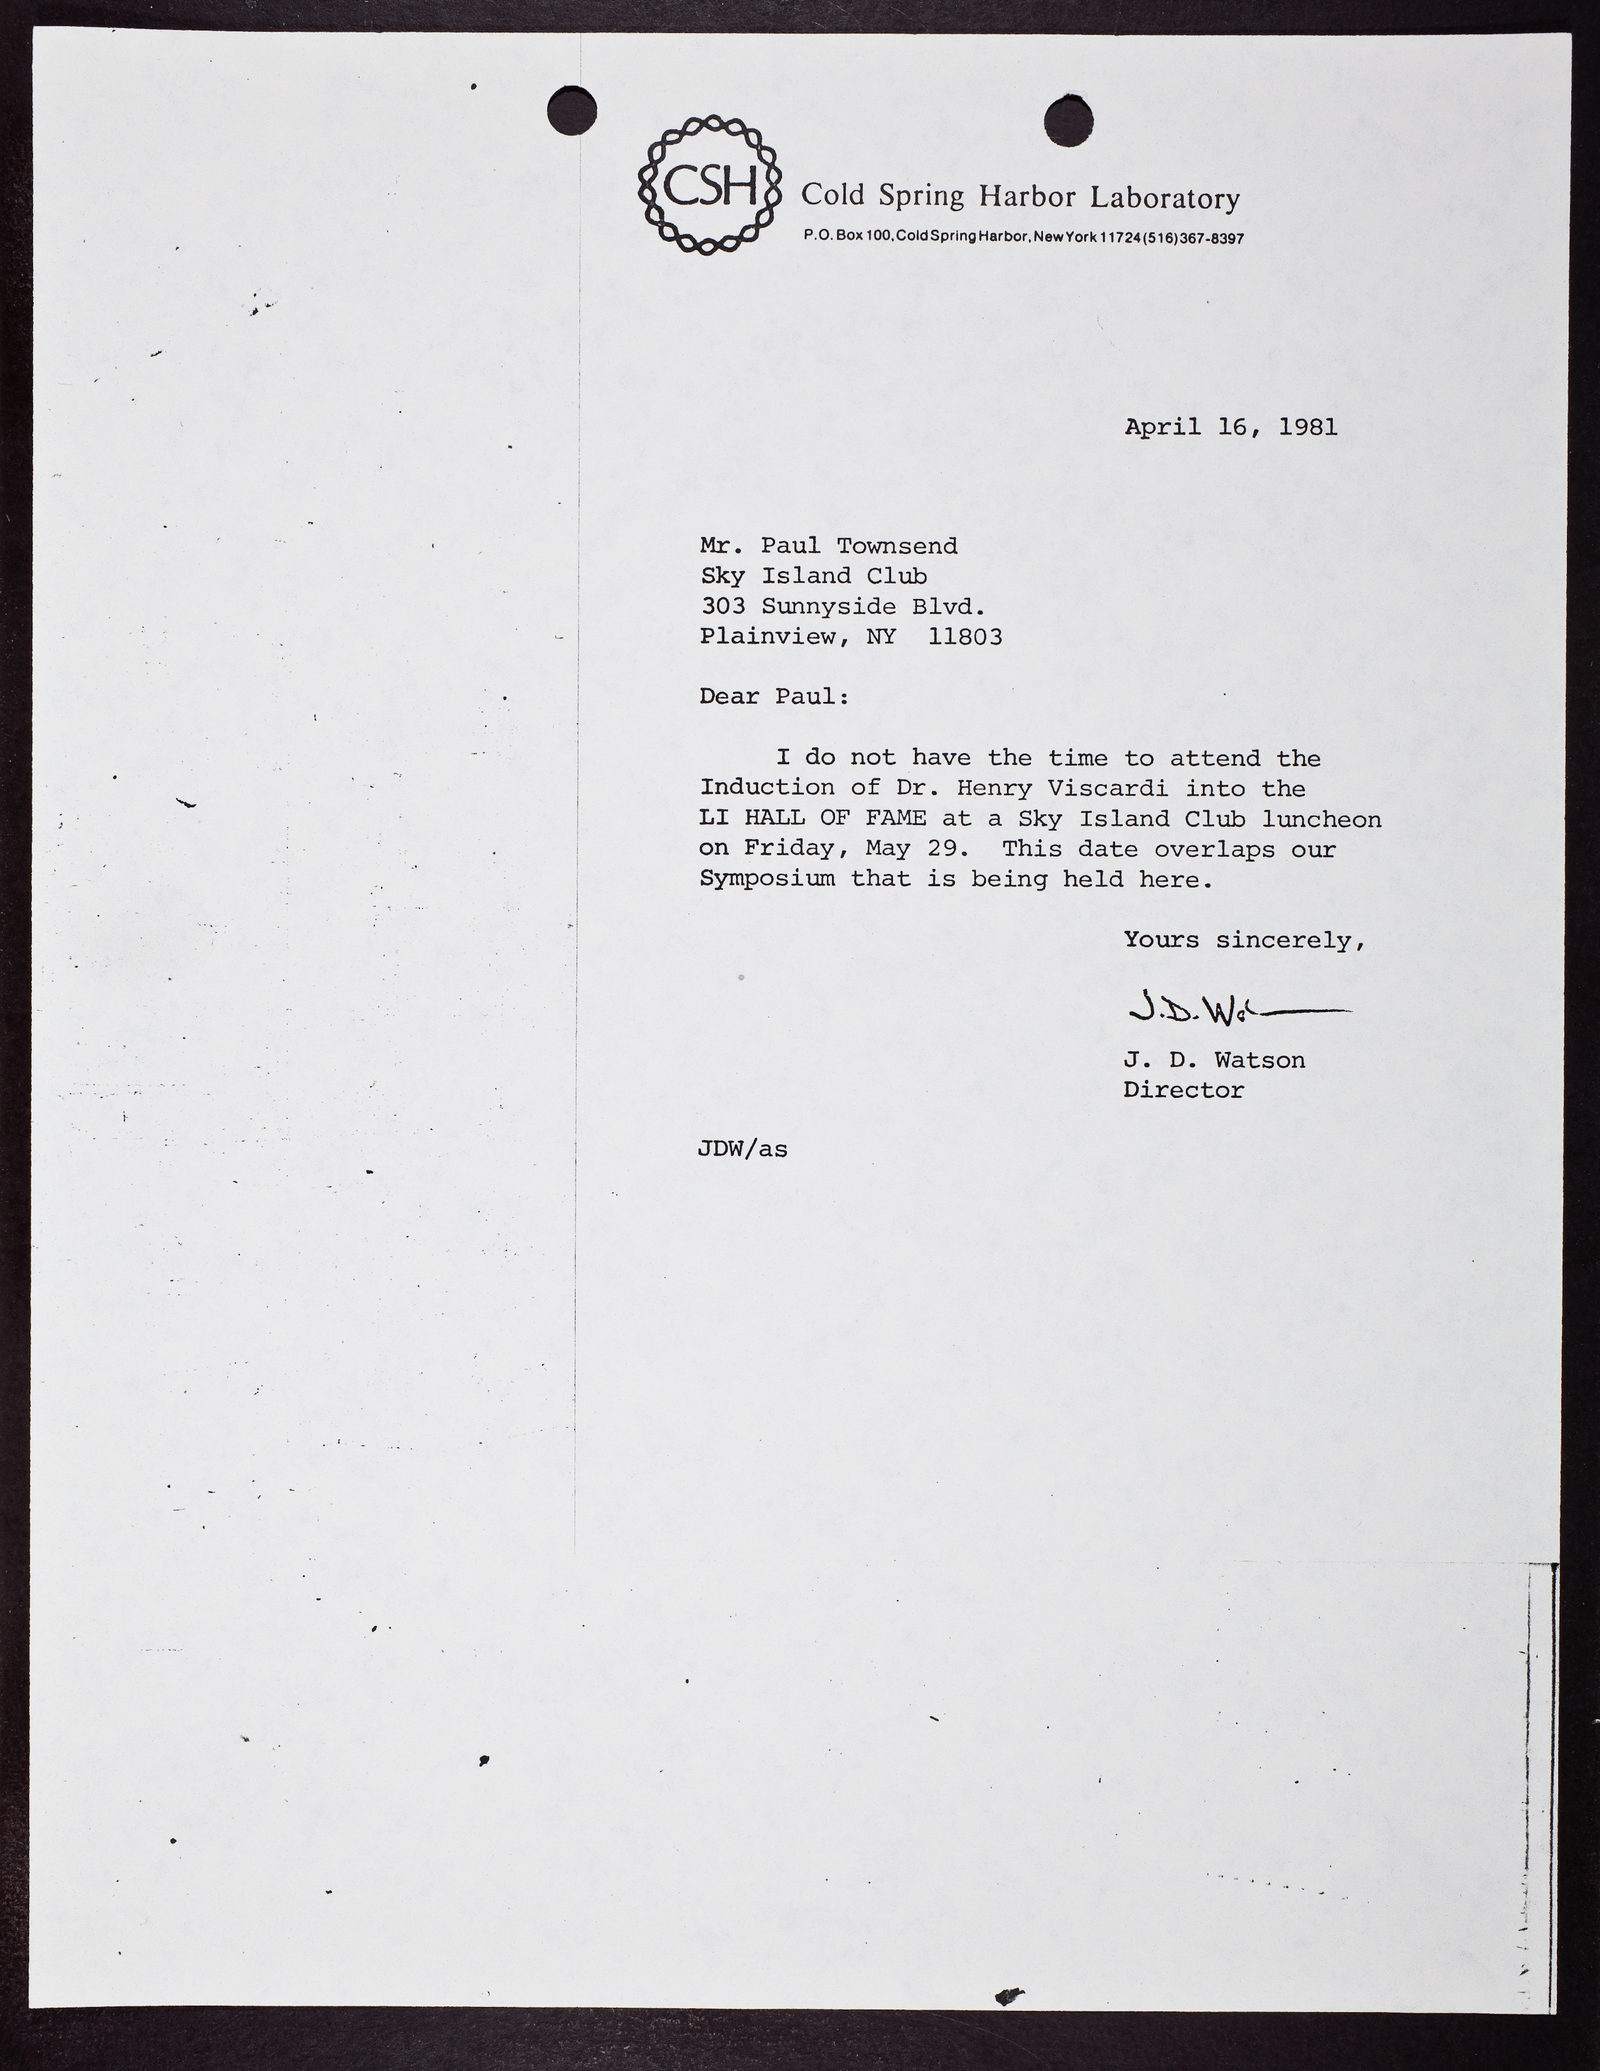 CSH
Cold Spring Harbor Laboratory
P.O. Box 100, Cold Spring Harbor, New York 11724 (516) 367-8397
April 16, 1981
Mr. Paul Townsend
Sky Island Club
303 Sunnyside Blvd.
Plainview, NY  11803
Dear Paul:
I do not have the time to attend the
Induction of Dr. Henry Viscardi into the
LI HALL OF FAME at a Sky Island Club luncheon
on Friday, May 29.  This date overlaps our
Symposium that is being held here.
Yours sincerely,
J. D. Watson
Director
JDW/as